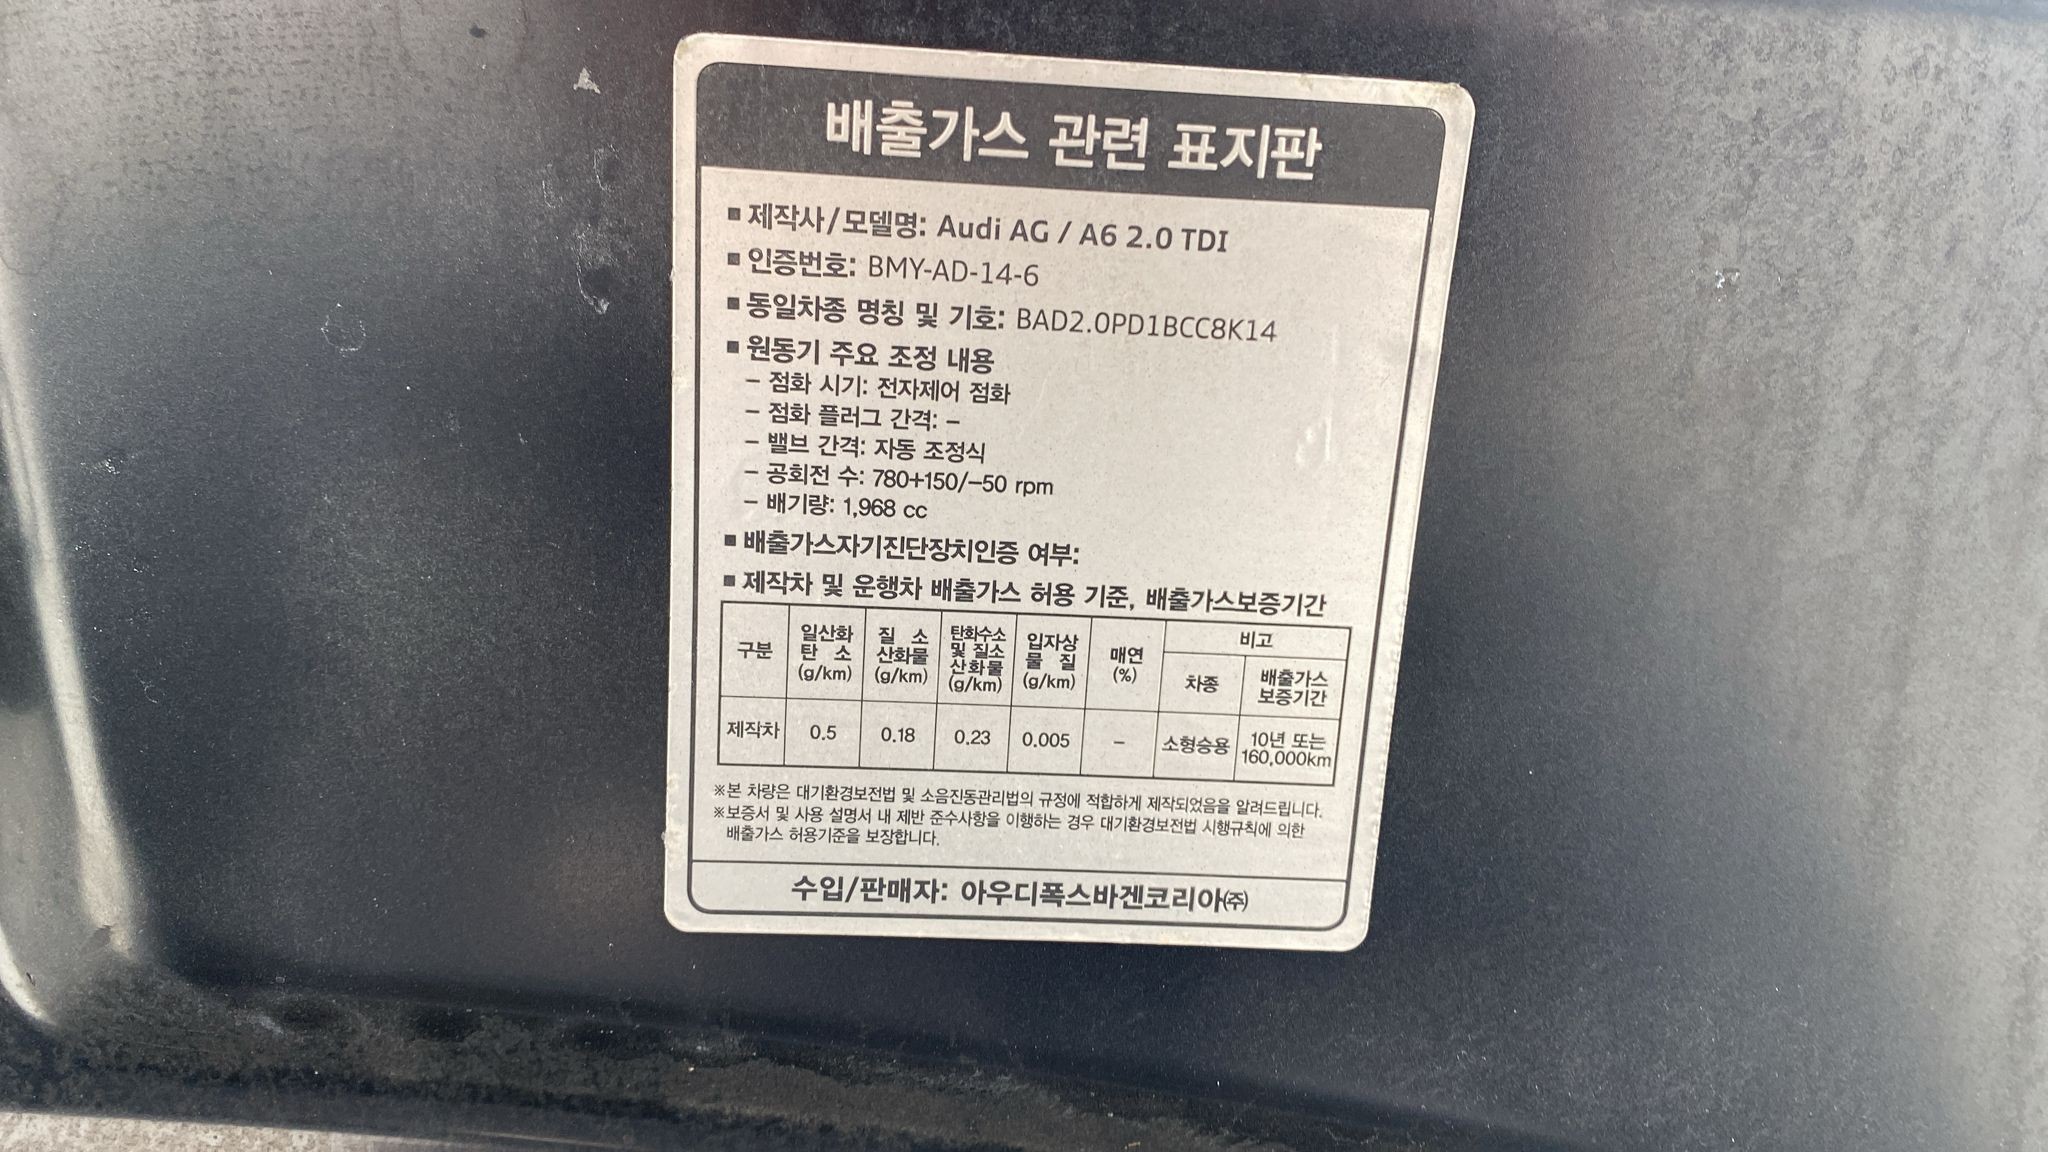 배출가스 관련 표지판
■ 제작사/모델명: Audi AG / A6 2.0 TDI
■ 인증번호: BMY-AD-14-6
■ 동일차종 명칭 및 기호: BAD2.0PD1BCC8K14
■ 원동기 주요 조정 내용
– 점화 시기: 전자제어 점화
– 점화 플러그 간격: –
– 밸브 간격: 자동 조정식
– 공회전 수: 780+150/–50 rpm
– 배기량: 1,968 cc
■ 배출가스자기진단장치인증 여부:
■ 제작차 및 운행차 배출가스 허용 기준, 배출가스보증기간
구분 일산화 탄 소 (g/km) 질 소 산화물 (g/km) 탄화수소 및 질소 산화물 (g/km) 입자상 물 질 (g/km) 매연 (%) 비고
차종 배출가스 보증기간
제작차 0.5 0.18 0.23 0.005 – 소형승용 10년 또는 160,000km
※본 차량은 대기환경보전법 및 소음진동관리법의 규정에 적합하게 제작되었음을 알려드립니다.
※보증서 및 사용 설명서 내 제반 준수사항을 이행하는 경우 대기환경보전법 시행규칙에 의한
배출가스 허용기준을 보장합니다.
수입/판매자: 아우디폭스바겐코리아㈜